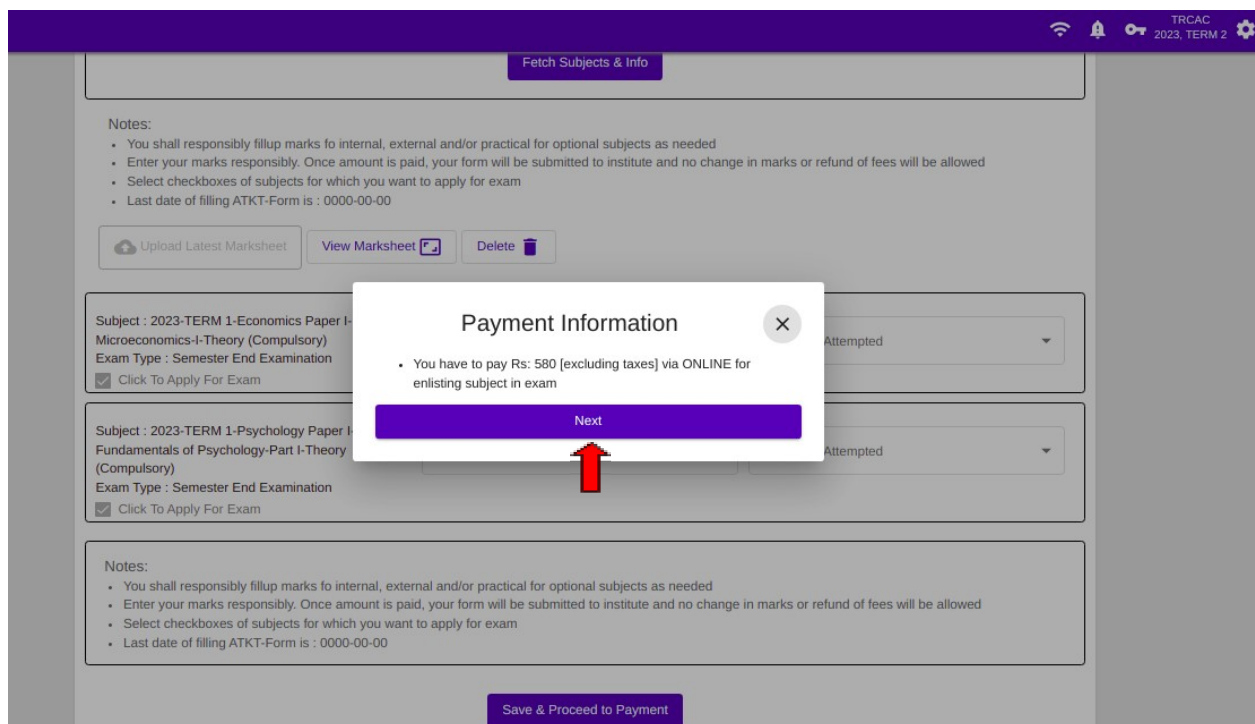 TRCAC
2023, TERM 2
Fetch Subjects & Info
Notes:
You shall responsibly fillup marks fo internal, external and/or practical for optional subjects as needed
Enter your marks responsibly. Once amount is paid, your form will be submitted to institute and no change in marks or refund of fees will be allowed
Select checkboxes of subjects for which you want to apply for exam
Last date of filling ATKT-Form is : 0000-00-00
Upload Latest Marksheet
View Marksheet
Delete
Subject : 2023-TERM 1-Economics Paper I-
Microeconomics-I-Theory (Compulsory)
Exam Type : Semester End Examination
Click To Apply For Exam
Attempted
Payment Information
You have to pay Rs: 580 [excluding taxes] via ONLINE for
enlisting subject in exam
Next
Subject : 2023-TERM 1-Psychology Paper I-
Fundamentals of Psychology-Part I-Theory
(Compulsory)
Exam Type : Semester End Examination
Click To Apply For Exam
Attempted
Notes:
You shall responsibly fillup marks fo internal, external and/or practical for optional subjects as needed
Enter your marks responsibly. Once amount is paid, your form will be submitted to institute and no change in marks or refund of fees will be allowed
Select checkboxes of subjects for which you want to apply for exam
Last date of filling ATKT-Form is : 0000-00-00
Save & Proceed to Payment